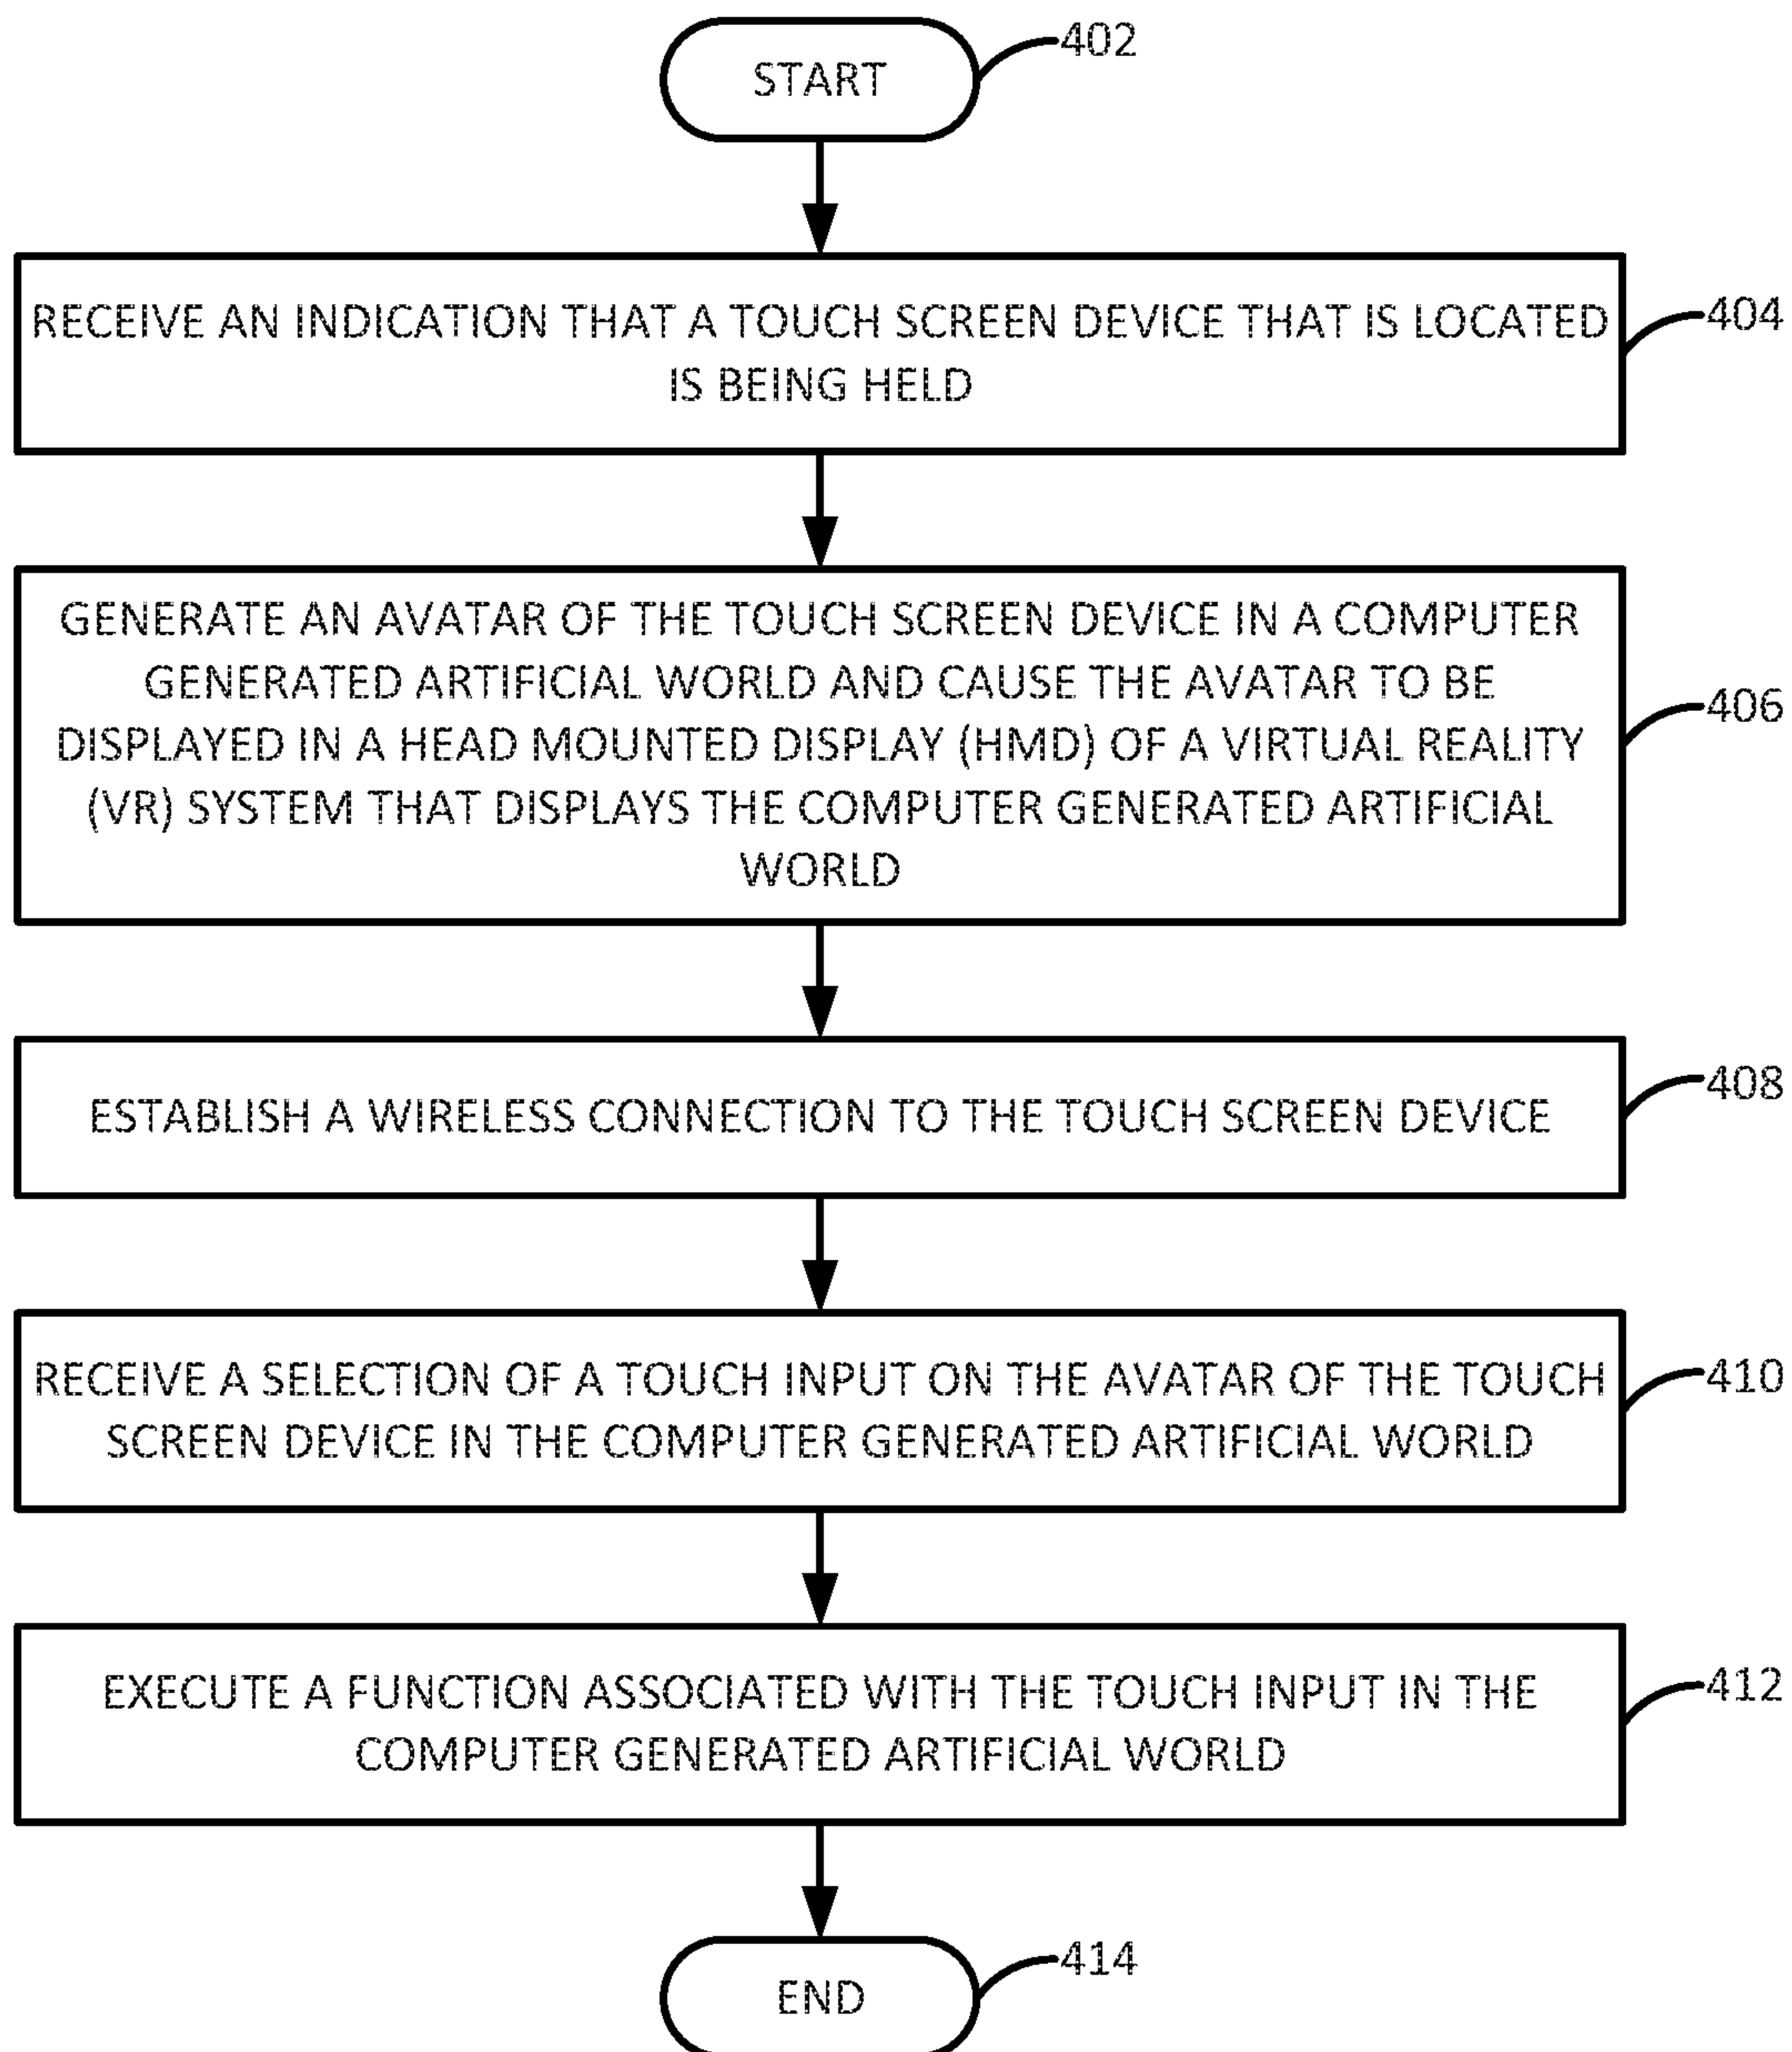 START
402
RECEIVE AN INDICATION THAT A TOUCH SCREEN DEVICE THAT IS LOCATED
IS BEING HELD
404
GENERATE AN AVATAR OF THE TOUCH SCREEN DEVICE IN A COMPUTER
GENERATED ARTIFICIAL WORLD AND CAUSE THE AVATAR TO BE
DISPLAYED IN A HEAD MOUNTED DISPLAY (HMD) OF A VIRTUAL REALITY
(VR) SYSTEM THAT DISPLAYS THE COMPUTER GENERATED ARTIFICIAL
WORLD
406
ESTABLISH A WIRELESS CONNECTION TO THE TOUCH SCREEN DEVICE
408
RECEIVE A SELECTION OF A TOUCH INPUT ON THE AVATAR OF THE TOUCH
SCREEN DEVICE IN THE COMPUTER GENERATED ARTIFICIAL WORLD
410
EXECUTE A FUNCTION ASSOCIATED WITH THE TOUCH INPUT IN THE
COMPUTER GENERATED ARTIFICIAL WORLD
412
END
414